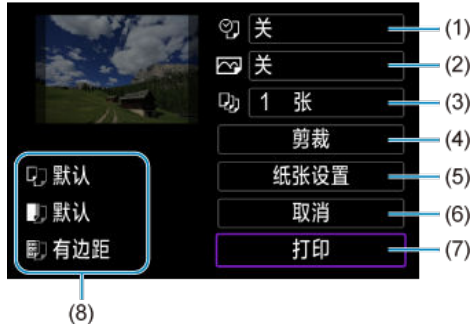 关 (1)
关 (2)
1 张 (3)
剪裁 (4)
纸张设置 (5)
取消 (6)
打印 (7)
默认
默认
有边距
(8)